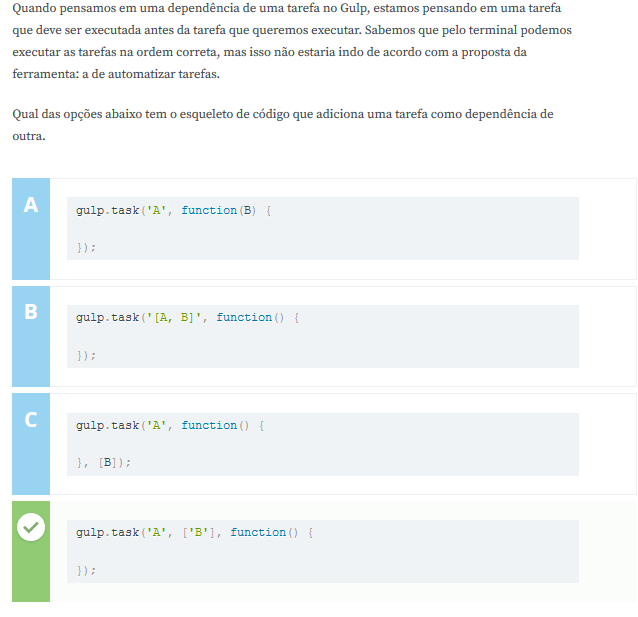 Quando pensamos em uma dependência de uma tarefa no Gulp, estamos pensando em uma tarefa
que deve ser executada antes da tarefa que queremos executar. Sabemos que pelo terminal podemos
executar as tarefas na ordem correta, mas isso não estaria indo de acordo com a proposta da
ferramenta: a de automatizar tarefas.
Qual das opções abaixo tem o esqueleto de código que adiciona uma tarefa como dependência de
outra.
A
gulp.task('A', function(B) {
});
B
gulp.task('[A, B]', function() {
});
C
gulp.task('A', function() {
}, [B]);
gulp.task('A', ['B'], function() {
});